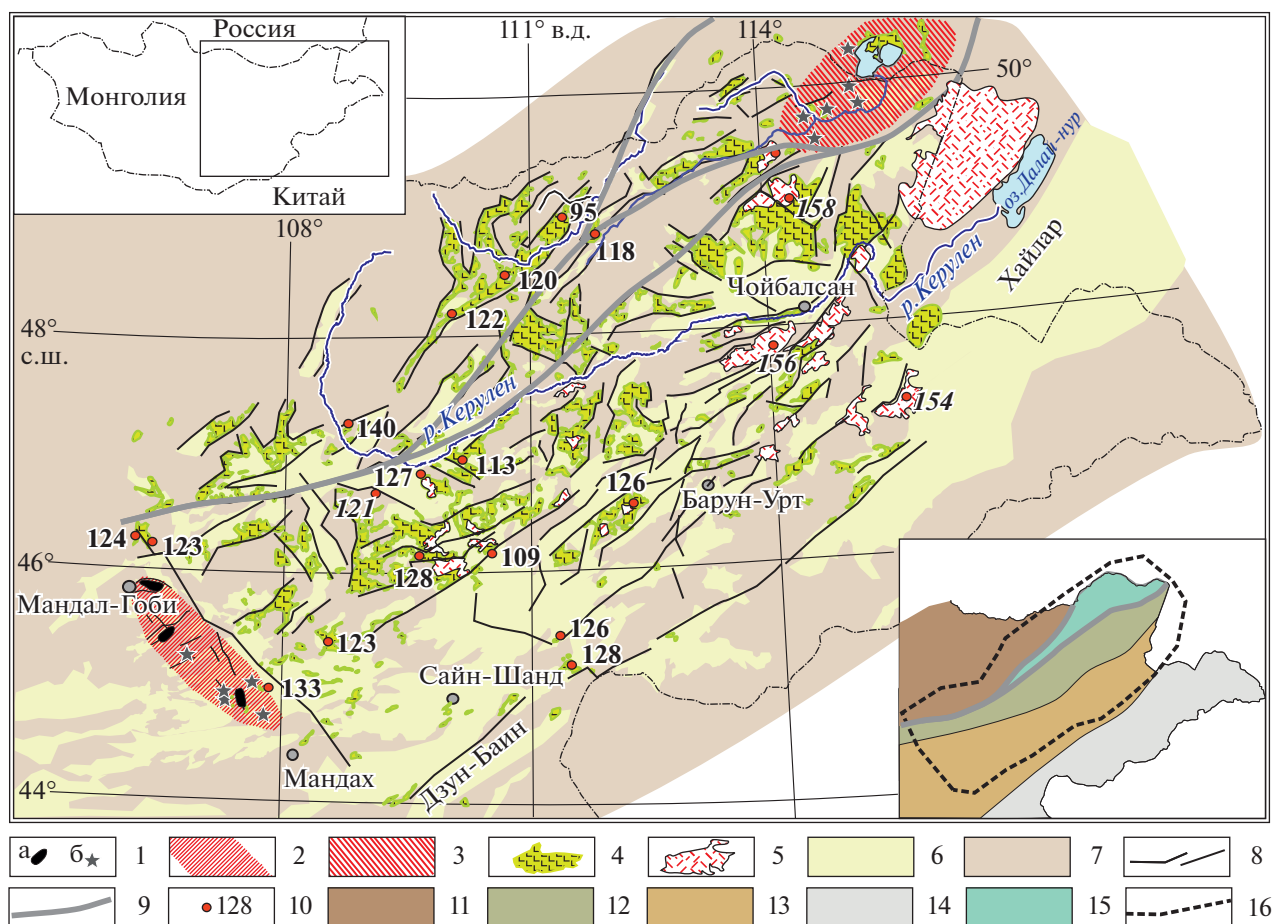 Россия
Монголия
Китай
111° в.д.
114
50°
108°
48°
с.ш.
46°
44°
95
118
120
122
158
оз.Далай-нур
р.Керулен
Хайлар
Чойбалсан
156
154
р.Керулен
140
127
113
121
126
Барун-Урт
124
123
109
128
Мандал-Гоби
123
126
128
Сайн-Шанд
133
Дзун-Баин
Мандах
а б 1 2 3 4 5 6 7 8
9 128 10 11 12 13 14 15 16